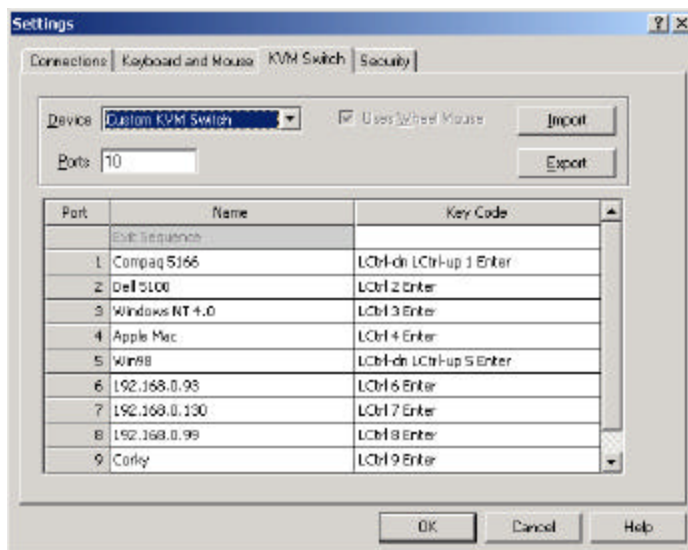 Settings
Connections Keyboard and Mouse KVM Switch Security
Device Custom KVM Switch Uses Wheel Mouse Import
Ports 10 Export
Port Name Key Code
Exit Sequence
1 Compaq 5166 LCtrl-dn LCtrl-up 1 Enter
2 Dell 5100 LCtrl 2 Enter
3 Windows NT 4.0 LCtrl 3 Enter
4 Apple Mac LCtrl 4 Enter
5 Win98 LCtrl-dn LCtrl-up 5 Enter
6 192.168.0.93 LCtrl 6 Enter
7 192.168.0.130 LCtrl 7 Enter
8 192.168.0.99 LCtrl 8 Enter
9 Corky LCtrl 9 Enter
OK Cancel Help